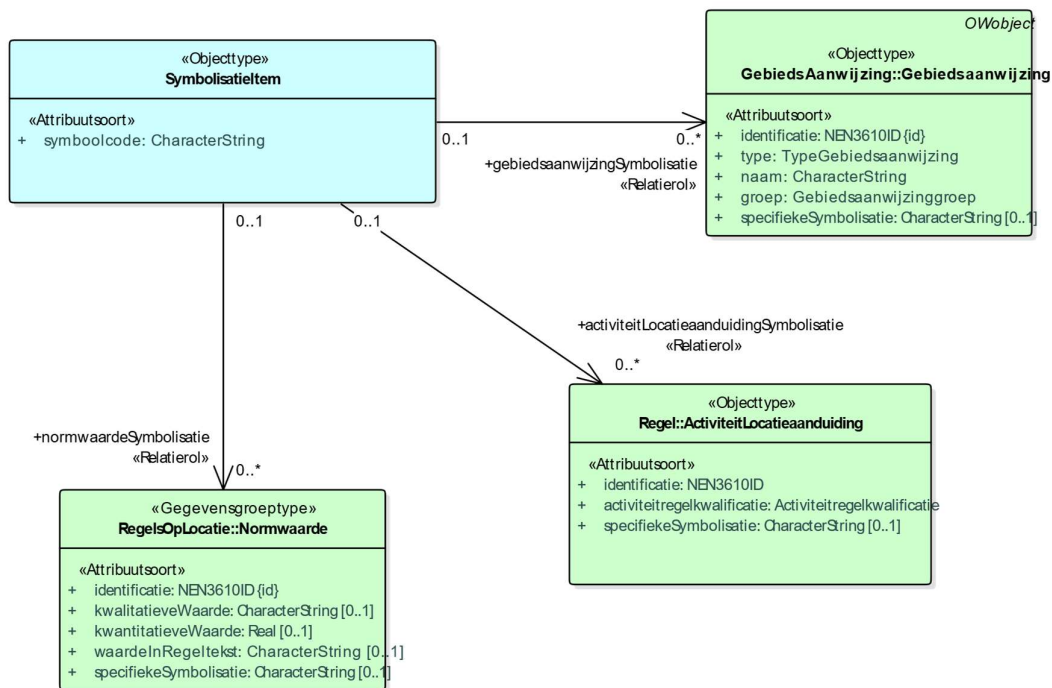 «Objecttype»
SymbolisatieItem
«Attribuutsoort»
+ symboolcode: CharacterString
OWobject
«Objecttype»
GebiedsAanwijzing::Gebiedsaanwijzing
«Attribuutsoort»
+ identificatie: NEN3610ID {id}
+ type: TypeGebiedsaanwijzing
+ naam: CharacterString
+ groep: Gebiedsaanwijzinggroep
+ specifiekeSymbolisatie: CharacterString [0..1]
0..1
0..*
+gebiedsaanwijzingSymbolisatie
«Relatierol»
0..1
0..1
+activiteitLocatieaanduidingSymbolisatie
«Relatierol»
0..*
«Objecttype»
Regel::ActiviteitLocatieaanduiding
«Attribuutsoort»
+ identificatie: NEN3610ID
+ activiteitregelkwalificatie: Activiteitregelkwalificatie
+ specifiekeSymbolisatie: CharacterString [0..1]
+normwaardeSymbolisatie
«Relatierol»
0..*
«Gegevensgroeptype»
RegelsOpLocatie::Normwaarde
«Attribuutsoort»
+ identificatie: NEN3610ID {id}
+ kwalitatieveWaarde: CharacterString [0..1]
+ kwantitatieveWaarde: Real [0..1]
+ waardeInRegeltekst: CharacterString [0..1]
+ specifiekeSymbolisatie: CharacterString [0..1]